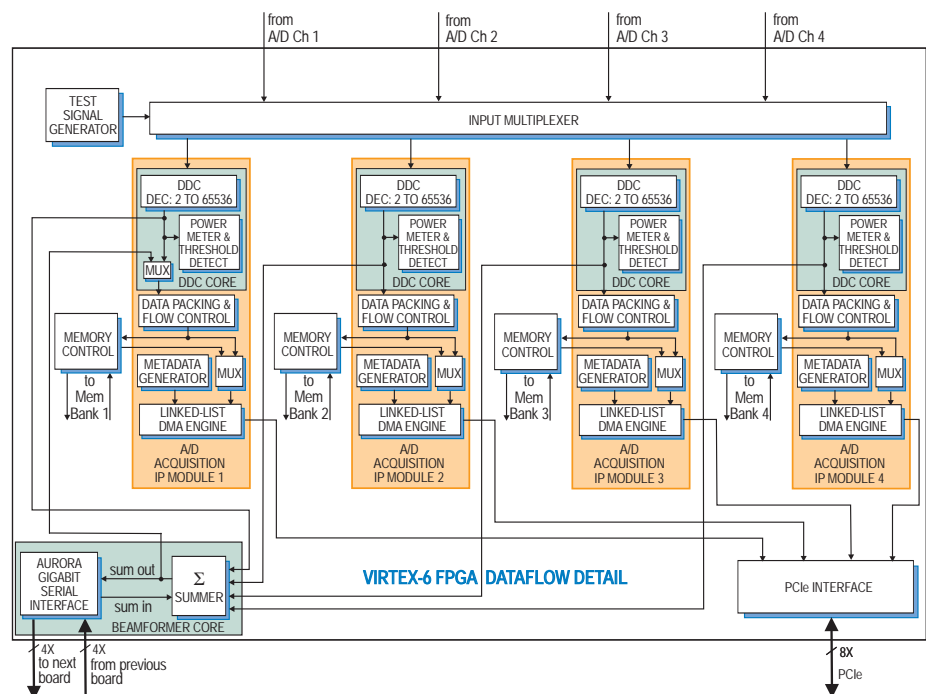 from
A/D Ch 1
from
A/D Ch 2
from
A/D Ch 3
from
A/D Ch 4
TEST
SIGNAL
GENERATOR
INPUT MULTIPLEXER
DDC
DEC: 2 TO 65536
POWER
METER &
THRESHOLD
DETECT
MUX
DDC CORE
DATA PACKING &
FLOW CONTROL
MEMORY
CONTROL
METADATA
GENERATOR
MUX
to
Mem
Bank 1
LINKED-LIST
DMA ENGINE
A/D
ACQUISITION
IP MODULE 1
DDC
DEC: 2 TO 65536
POWER
METER &
THRESHOLD
DETECT
DDC CORE
DATA PACKING &
FLOW CONTROL
MEMORY
CONTROL
METADATA
GENERATOR
MUX
to
Mem
Bank 2
LINKED-LIST
DMA ENGINE
A/D
ACQUISITION
IP MODULE 2
DDC
DEC: 2 TO 65536
POWER
METER &
THRESHOLD
DETECT
DDC CORE
DATA PACKING &
FLOW CONTROL
MEMORY
CONTROL
METADATA
GENERATOR
MUX
to
Mem
Bank 3
LINKED-LIST
DMA ENGINE
A/D
ACQUISITION
IP MODULE 3
DDC
DEC: 2 TO 65536
POWER
METER &
THRESHOLD
DETECT
DDC CORE
DATA PACKING &
FLOW CONTROL
MEMORY
CONTROL
METADATA
GENERATOR
MUX
to
Mem
Bank 4
LINKED-LIST
DMA ENGINE
A/D
ACQUISITION
IP MODULE 4
AURORA
GIGABIT
SERIAL
INTERFACE
sum out
sum in
Σ
SUMMER
BEAMFORMER CORE
VIRTEX-6 FPGA DATAFLOW DETAIL
PCIe INTERFACE
4X
to next
board
4X
from previous
board
8X
PCIe